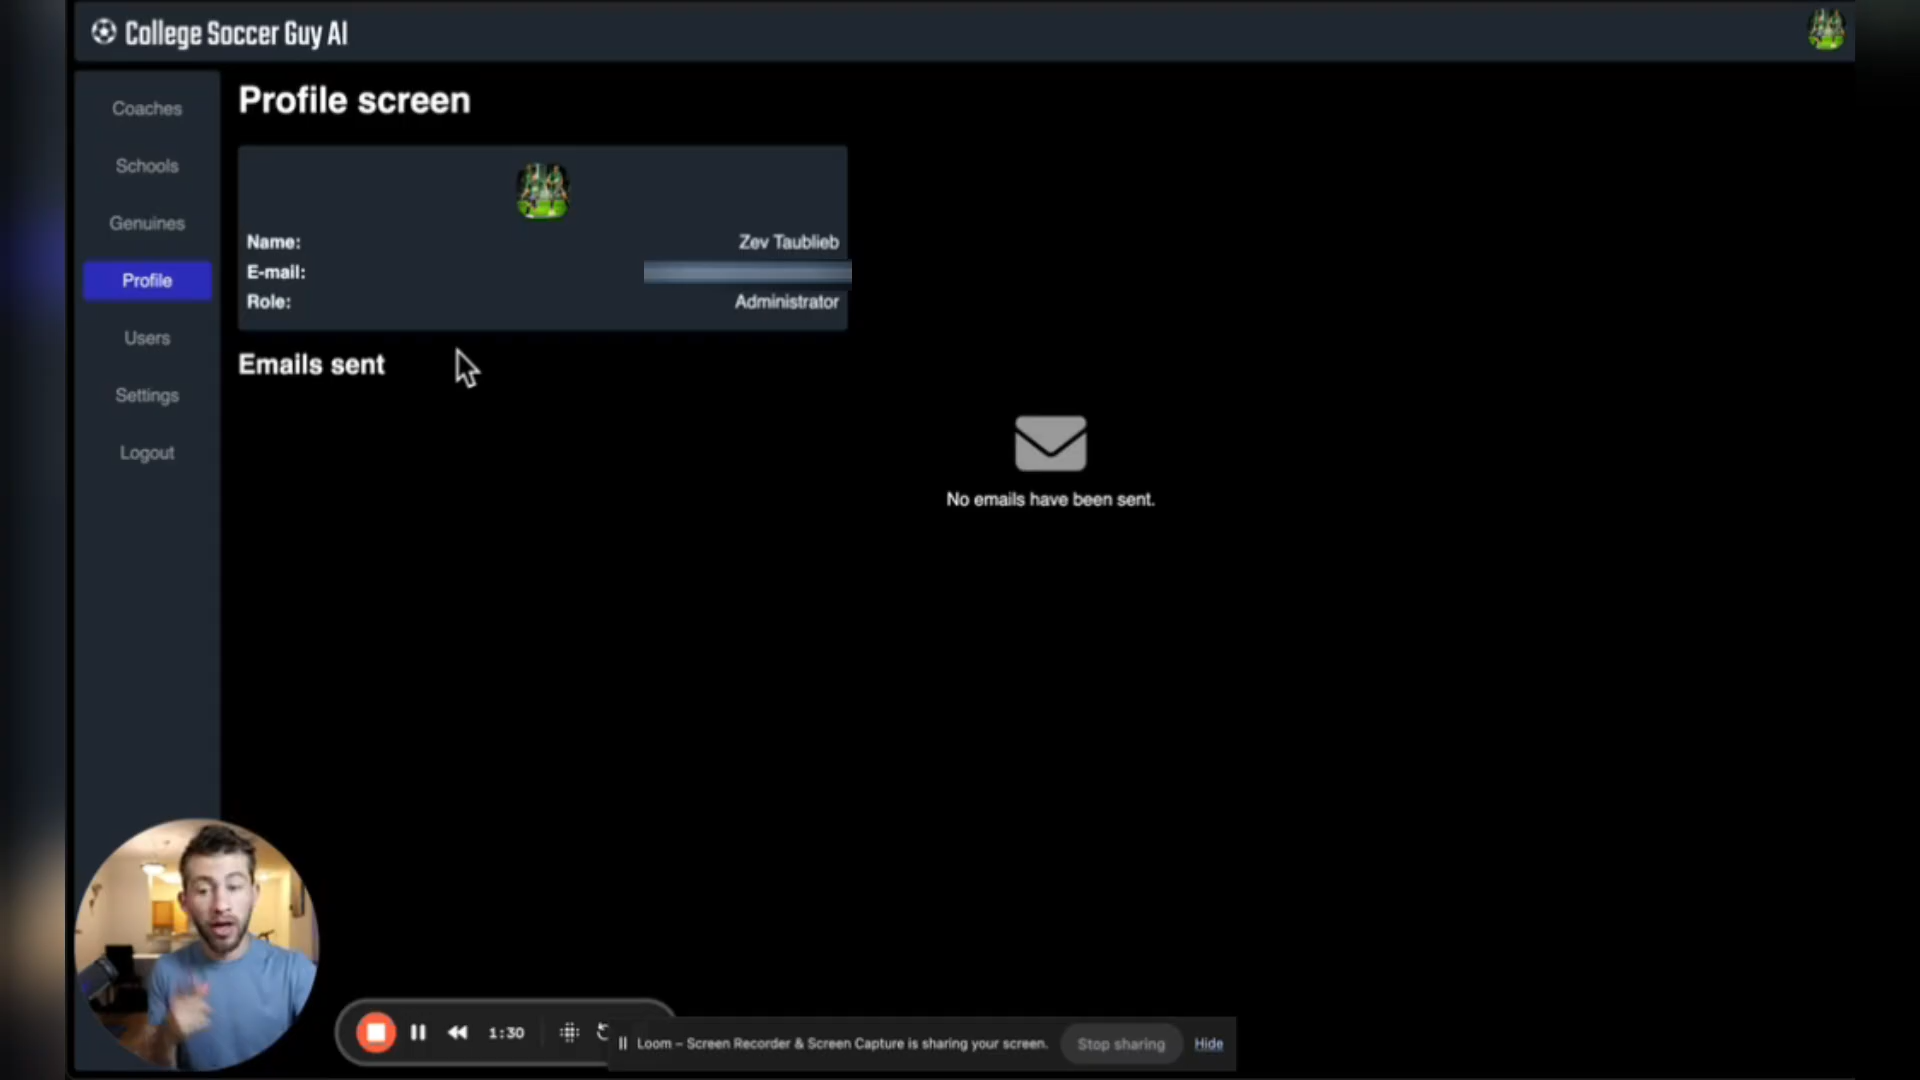 College Soccer Guy AI
Coaches
Schools
Genuines
Profile
Users
Settings
Logout
Profile screen
Name: Zev Taublieb
E-mail:
Role: Administrator
Emails sent
No emails have been sent.
1:30
Loom – Screen Recorder & Screen Capture is sharing your screen.
Stop sharing
Hide